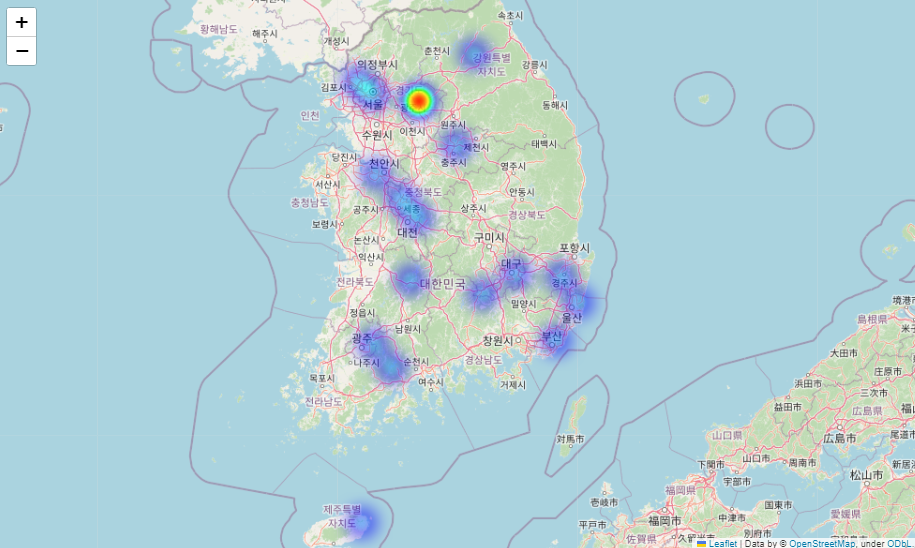 +
−
속초시
황해남도
해주시
개성시
춘천시
강원특별
자치도
강릉시
의정부시
김포시
서울
인천
동해시
수원시
이천시
원주시
제천시
태백시
당진시
천안시
충주시
영주시
서산시
충청북도
안동시
충청남도
공주시
세종
상주시
경상북도
보령시
대전
논산시
구미시
포항시
익산시
대구
전라북도
대한민국
경주시
밀양시
정읍시
울산
境港市
島根県
광주
남원시
창원시
부산
大田市
나주시
순천시
경상남도
庄原市
목포시
여수시
거제시
浜田市
三次市
전라남도
益田市
広島県
対馬市
山口県
広島市
尾道市
下関市
山口市
周南市
宇部市
松山市
福岡県
壱岐市
国東市
제주특별
자치도
中津市
愛媛県
平戸市
福岡市
別府市
佐賀県
久留米市
Leaflet | Data by © OpenStreetMap, under ODbL.